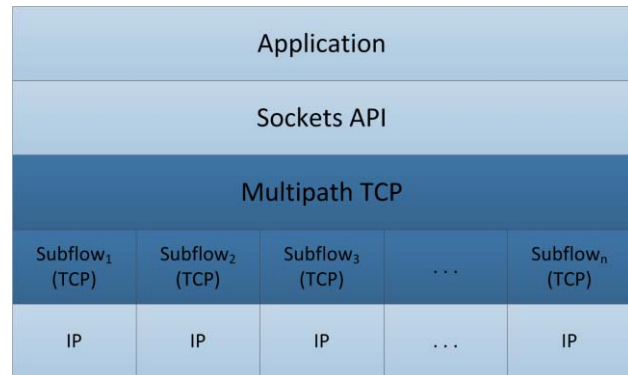 Application
Sockets API
Multipath TCP
Subflow₁ Subflow₂ Subflow₃ . . . Subflowₙ
(TCP) (TCP) (TCP) (TCP)
IP IP IP . . . IP